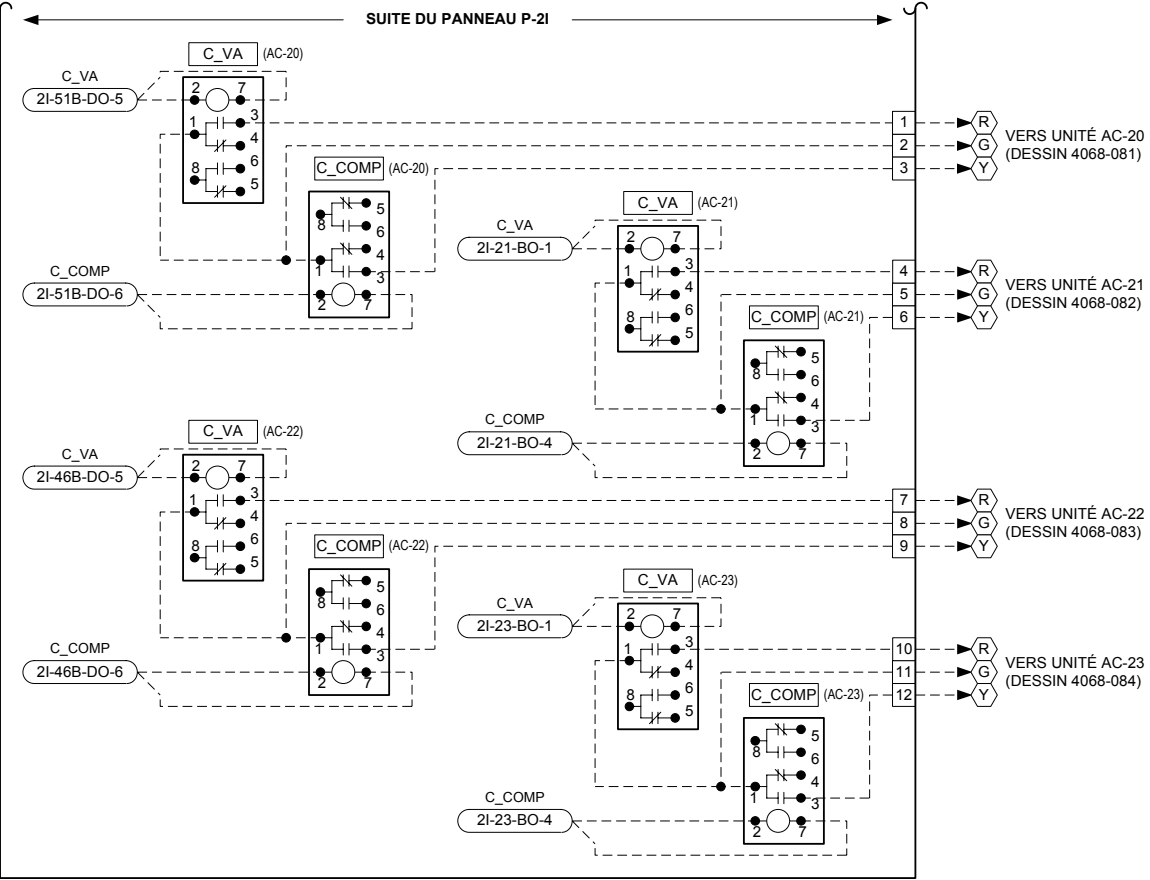 SUITE DU PANNEAU P-2I
C_VA (AC-20)
C_VA
2I-51B-DO-5
2 7
1 3
4
8 6
5
1 R
2 G
3 Y
VERS UNITÉ AC-20
(DESSIN 4068-081)
C_COMP (AC-20)
5
8 6
4
1 3
2 7
C_COMP
2I-51B-DO-6
C_VA (AC-21)
C_VA
2I-21-BO-1
2 7
1 3
4
8 6
5
4 R
5 G
6 Y
VERS UNITÉ AC-21
(DESSIN 4068-082)
C_COMP (AC-21)
5
8 6
4
1 3
2 7
C_COMP
2I-21-BO-4
C_VA (AC-22)
C_VA
2I-46B-DO-5
2 7
1 3
4
8 6
5
7 R
8 G
9 Y
VERS UNITÉ AC-22
(DESSIN 4068-083)
C_COMP (AC-22)
5
8 6
4
1 3
2 7
C_COMP
2I-46B-DO-6
C_VA (AC-23)
C_VA
2I-23-BO-1
2 7
1 3
4
8 6
5
10 R
11 G
12 Y
VERS UNITÉ AC-23
(DESSIN 4068-084)
C_COMP (AC-23)
5
8 6
4
1 3
2 7
C_COMP
2I-23-BO-4